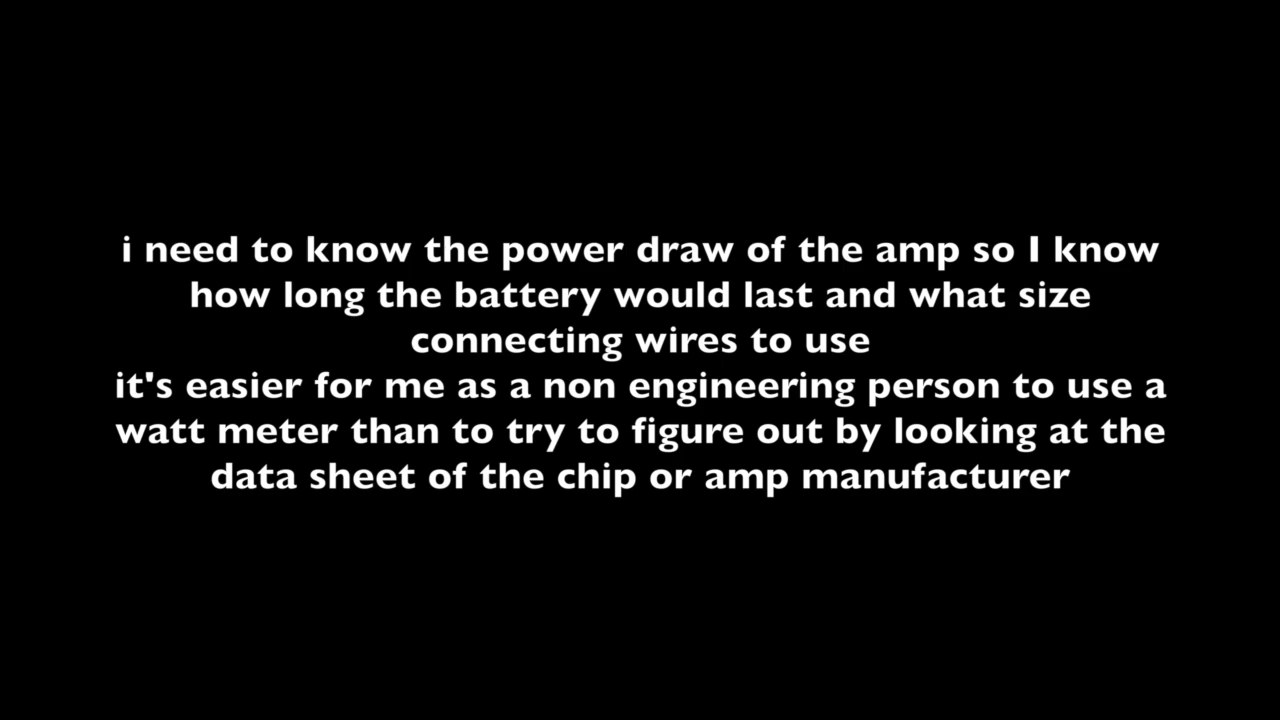 i need to know the power draw of the amp so I know
how long the battery would last and what size
connecting wires to use
it's easier for me as a non engineering person to use a
watt meter than to try to figure out by looking at the
data sheet of the chip or amp manufacturer